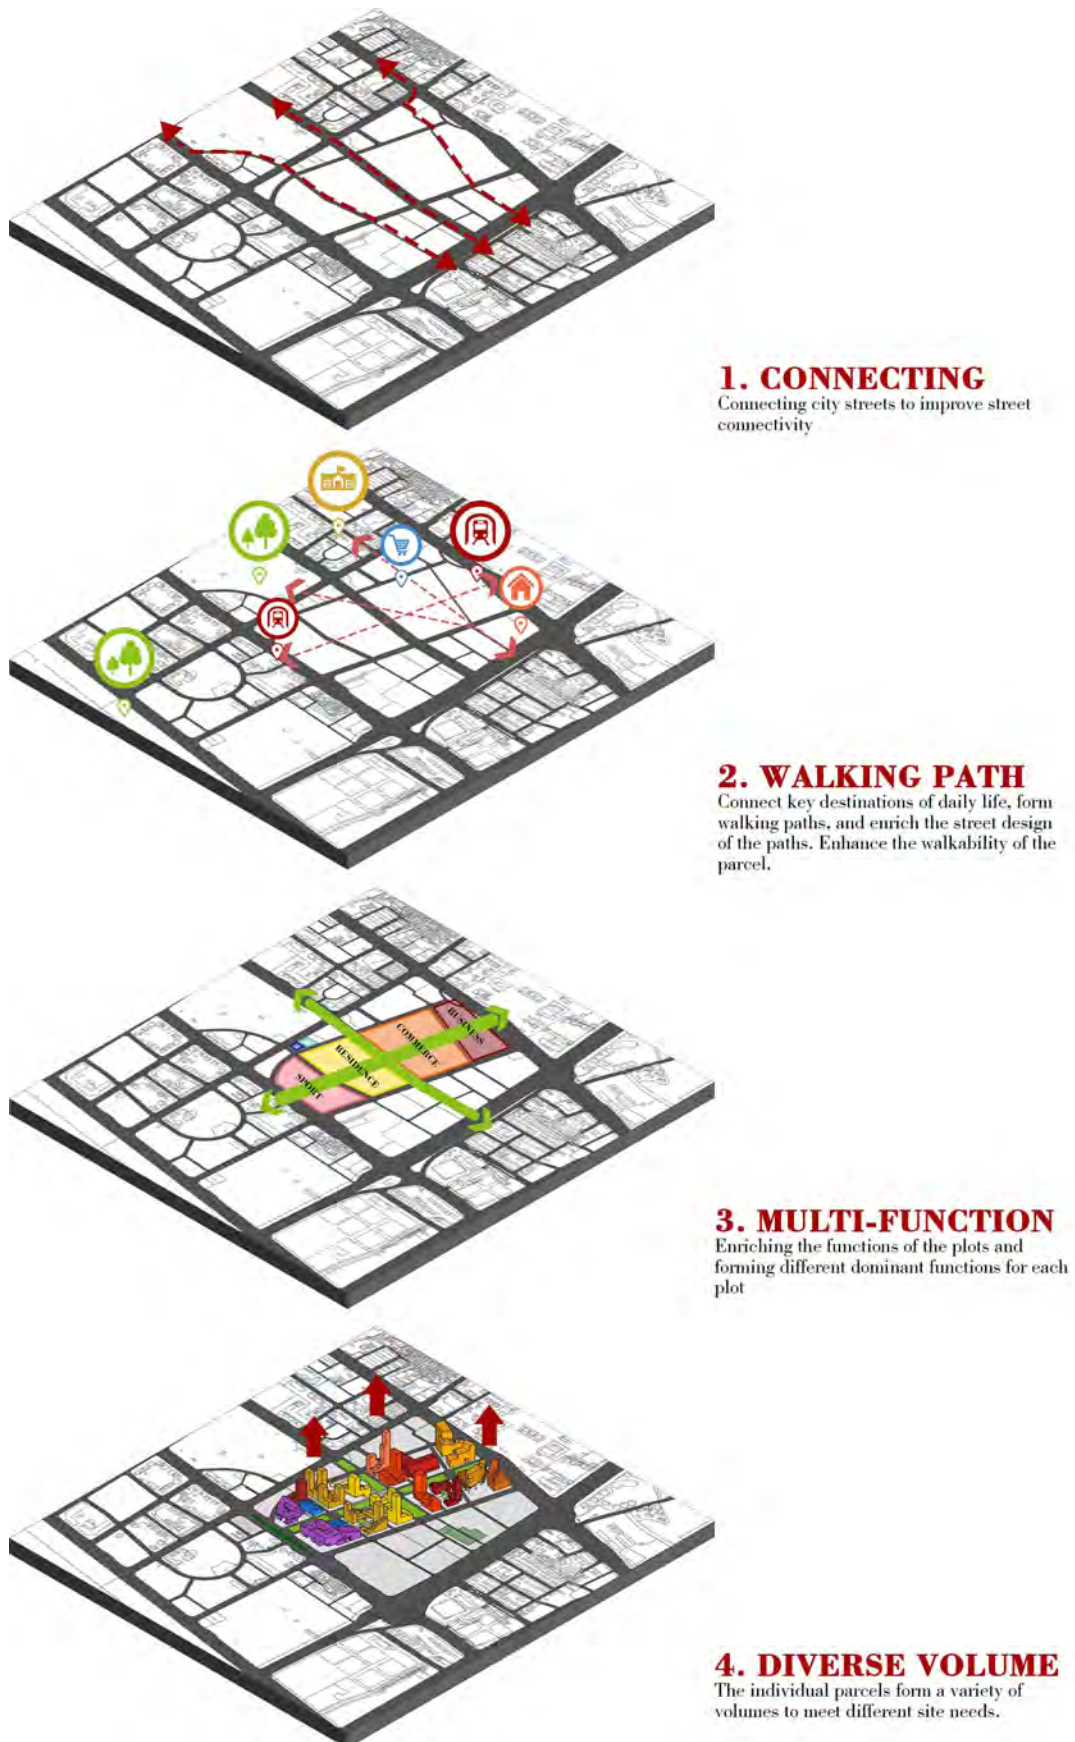 1. CONNECTING
Connecting city streets to improve street
connectivity
2. WALKING PATH
Connect key destinations of daily life, form
walking paths, and enrich the street design
of the paths. Enhance the walkability of the
parcel.
BUSINESS
COMMERCE
RESIDENCE
SPORT
3. MULTI-FUNCTION
Enriching the functions of the plots and
forming different dominant functions for each
plot
4. DIVERSE VOLUME
The individual parcels form a variety of
volumes to meet different site needs.